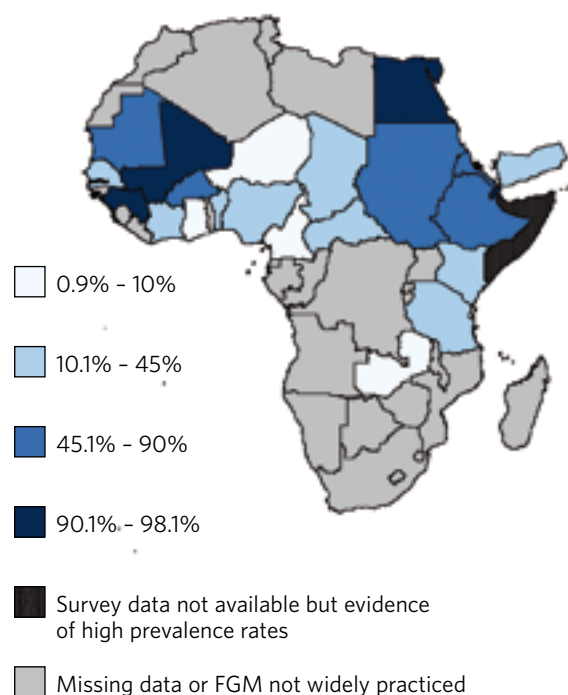 0.9% – 10%
10.1% – 45%
45.1% – 90%
90.1% – 98.1%
Survey data not available but evidence
of high prevalence rates
Missing data or FGM not widely practiced